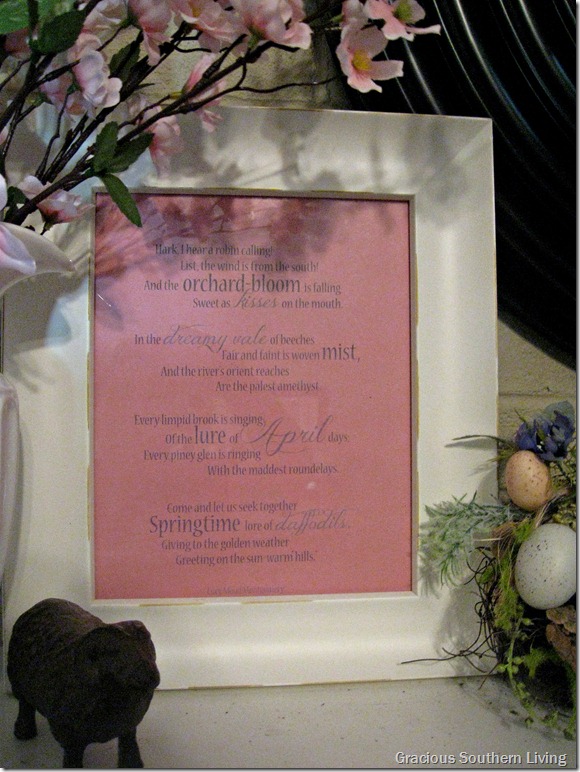 Hark, I hear a robin calling!
List, the wind is from the south!
And the orchard-bloom is falling
Sweet as kisses on the mouth.
In the dreamy vale of beeches
Fair and faint is woven mist,
And the river's orient reaches
Are the palest amethyst.
Every limpid brook is singing
Of the lure of April days;
Every piney glen is ringing
With the maddest roundelays.
Come and let us seek together
Springtime lore of daffodils,
Giving to the golden weather
Greeting on the sun-warm hills."
Lucy Maud Montgomery
Gracious Southern Living